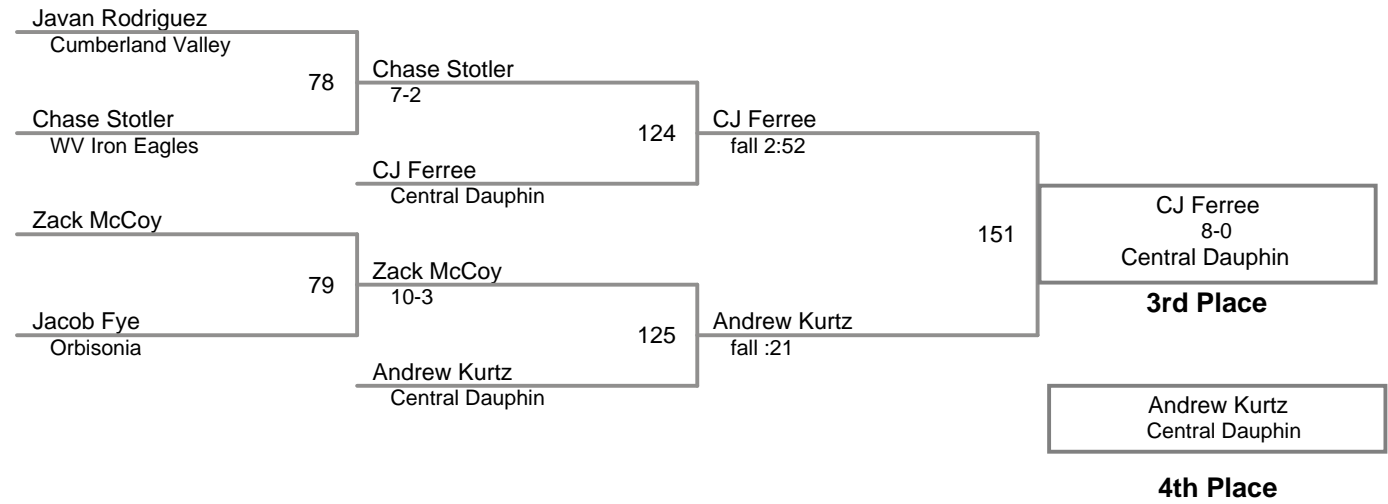 Javan Rodriguez
Cumberland Valley
78
Chase Stotler
7-2
Chase Stotler
WV Iron Eagles
124
CJ Ferree
fall 2:52
CJ Ferree
Central Dauphin
151
CJ Ferree
8-0
Central Dauphin
3rd Place
Zack McCoy
79
Zack McCoy
10-3
Jacob Fye
Orbisonia
125
Andrew Kurtz
fall :21
Andrew Kurtz
Central Dauphin
Andrew Kurtz
Central Dauphin
4th Place